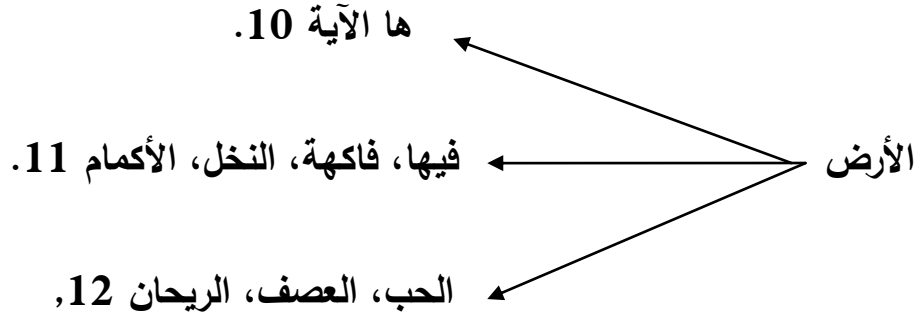 ها الآية 10.
الأرض
فيها، فاكهة، النخل، الأكمام 11.
الحب، العصف، الريحان 12,